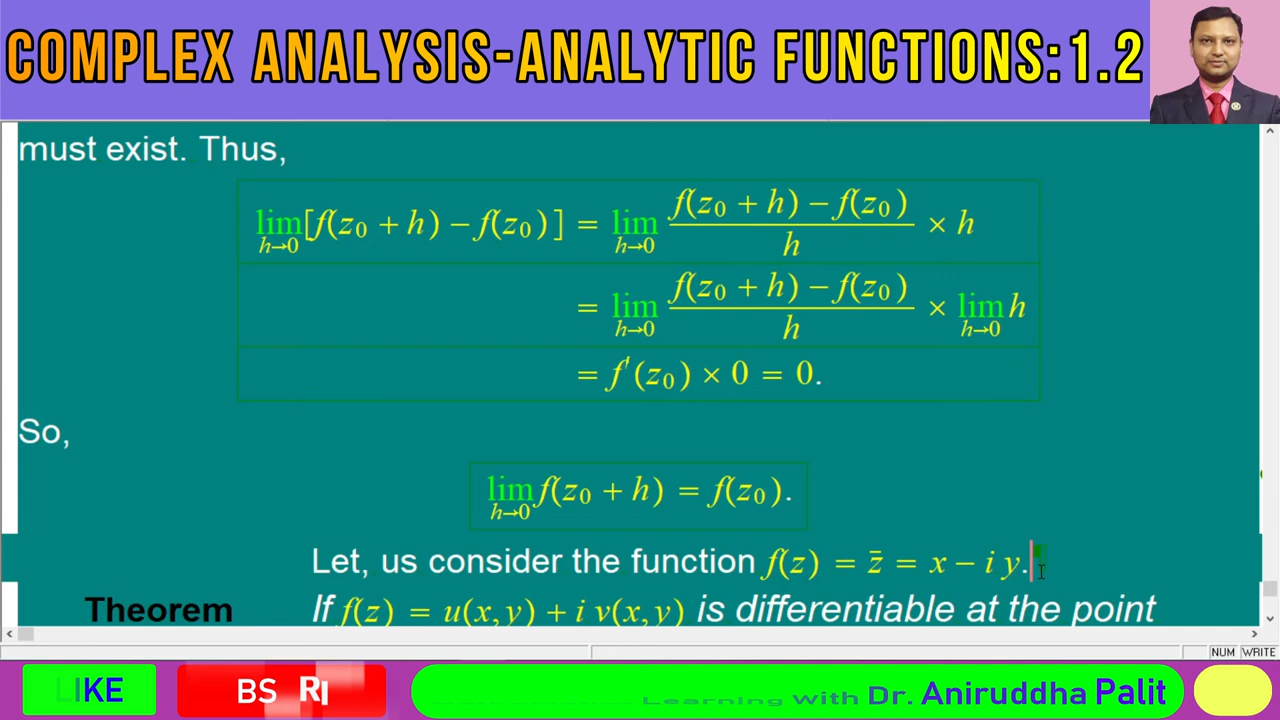 COMPLEX ANALYSIS-ANALYTIC FUNCTIONS:1.2
must exist. Thus,
lim h→0 [f(z₀ + h) − f(z₀)] = lim h→0 f(z₀ + h) − f(z₀) / h × h
= lim h→0 f(z₀ + h) − f(z₀) / h × lim h→0 h
= f′(z₀) × 0 = 0.
So,
lim h→0 f(z₀ + h) = f(z₀).
Let, us consider the function f(z) = z̄ = x − i y.
Theorem If f(z) = u(x, y) + i v(x, y) is differentiable at the point
NUM WRITE
LIKE BS RI Learning with Dr. Aniruddha Palit